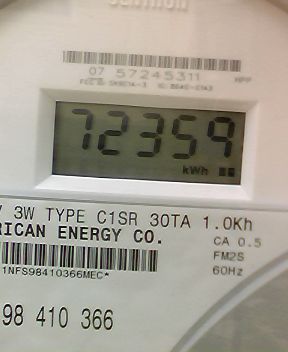 07 57245311 MPP
72359
kWh
V 3W TYPE C1SR 30TA 1.0Kh
RICAN ENERGY CO. CA 0.5
FM2S
60Hz
1NFS98410366MEC*
98 410 366